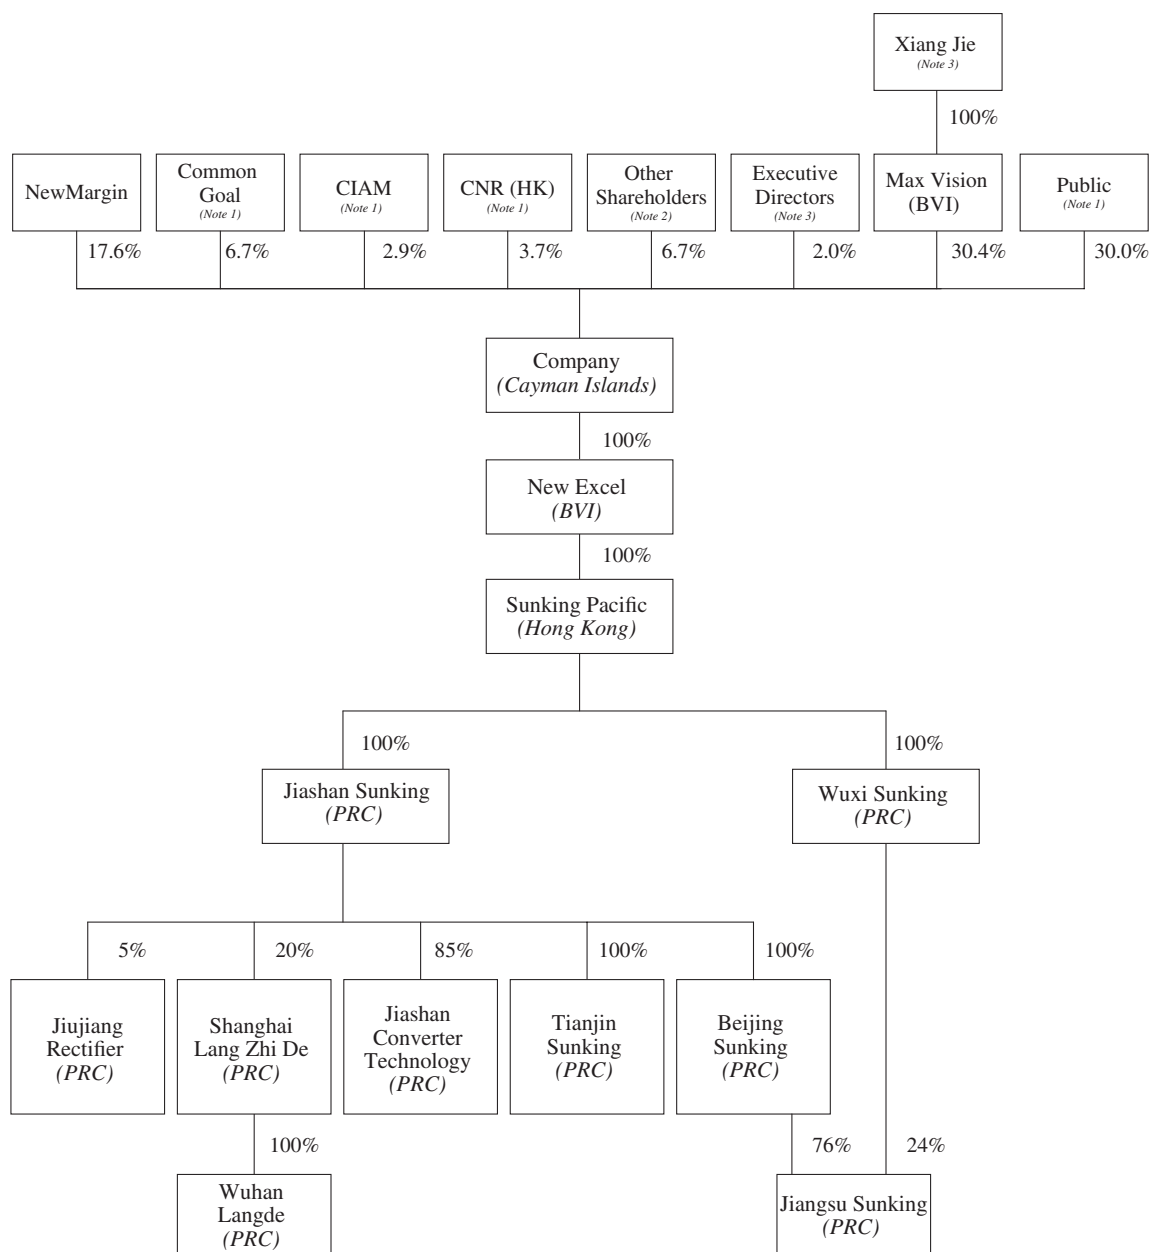 Xiang Jie
(Note 3)
100%
NewMargin
Common
Goal
(Note 1)
CIAM
(Note 1)
CNR (HK)
(Note 1)
Other
Shareholders
(Note 2)
Executive
Directors
(Note 3)
Max Vision
(BVI)
Public
(Note 1)
17.6%
6.7%
2.9%
3.7%
6.7%
2.0%
30.4%
30.0%
Company
(Cayman Islands)
100%
New Excel
(BVI)
100%
Sunking Pacific
(Hong Kong)
100%
100%
Jiashan Sunking
(PRC)
Wuxi Sunking
(PRC)
5%
20%
85%
100%
100%
Jiujiang
Rectifier
(PRC)
Shanghai
Lang Zhi De
(PRC)
Jiashan
Converter
Technology
(PRC)
Tianjin
Sunking
(PRC)
Beijing
Sunking
(PRC)
100%
76%
24%
Wuhan
Langde
(PRC)
Jiangsu Sunking
(PRC)